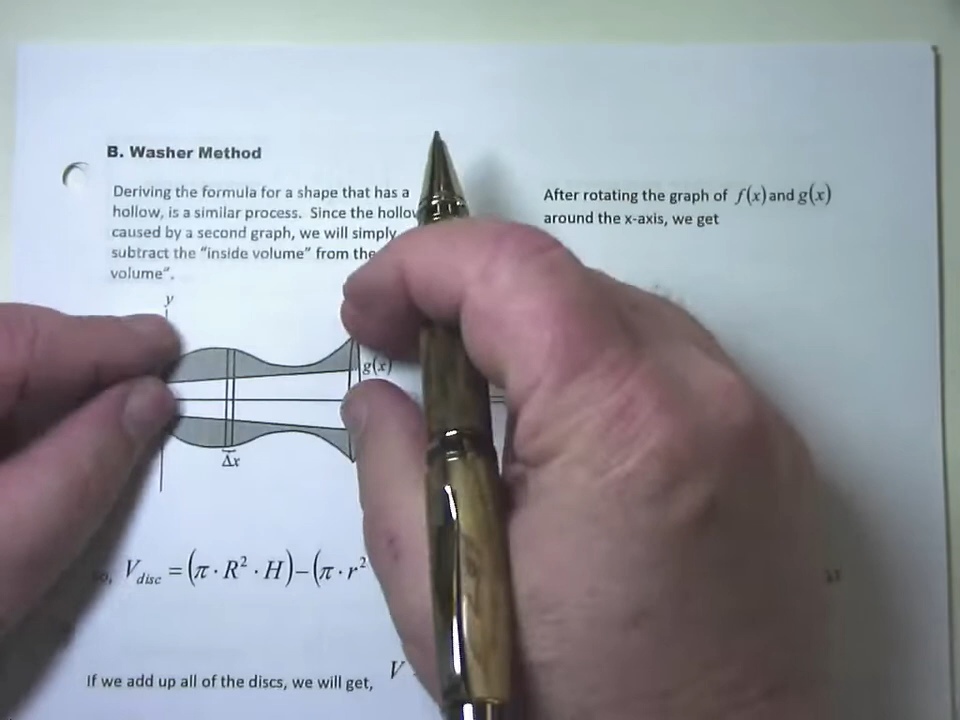 B. Washer Method
Deriving the formula for a shape that has a
hollow, is a similar process. Since the
caused by a second graph, we will simply
subtract the "inside volume" from the
volume".
After rotating the graph of f(x) and g(x)
around the x-axis, we get
y
g(x)
Δx
V_disc = (π · R² · H) – (π · r²
If we add up all of the discs, we will get,
V